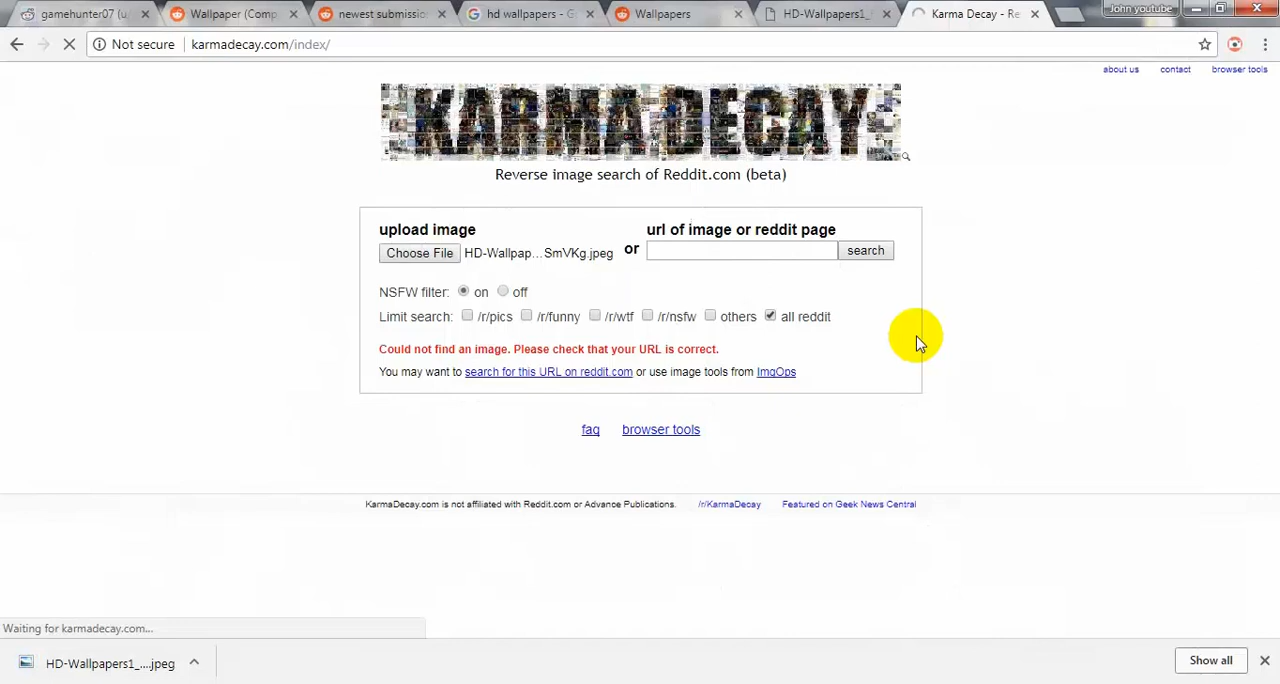 gamehunter07 (u/ Wallpaper (Comp newest submissio hd wallpapers - G Wallpapers HD-Wallpapers1_ Karma Decay - Re John youtube
Not secure karmadecay.com/index/
about us contact browser tools
KARMA DECAY
Reverse image search of Reddit.com (beta)
upload image
url of image or reddit page
Choose File HD-Wallpap…SmVKg.jpeg or search
NSFW filter: on off
Limit search: /r/pics /r/funny /r/wtf /r/nsfw others all reddit
Could not find an image. Please check that your URL is correct.
You may want to search for this URL on reddit.com or use image tools from ImgOps
faq browser tools
KarmaDecay.com is not affiliated with Reddit.com or Advance Publications. /r/KarmaDecay Featured on Geek News Central
Waiting for karmadecay.com...
HD-Wallpapers1_....jpeg Show all